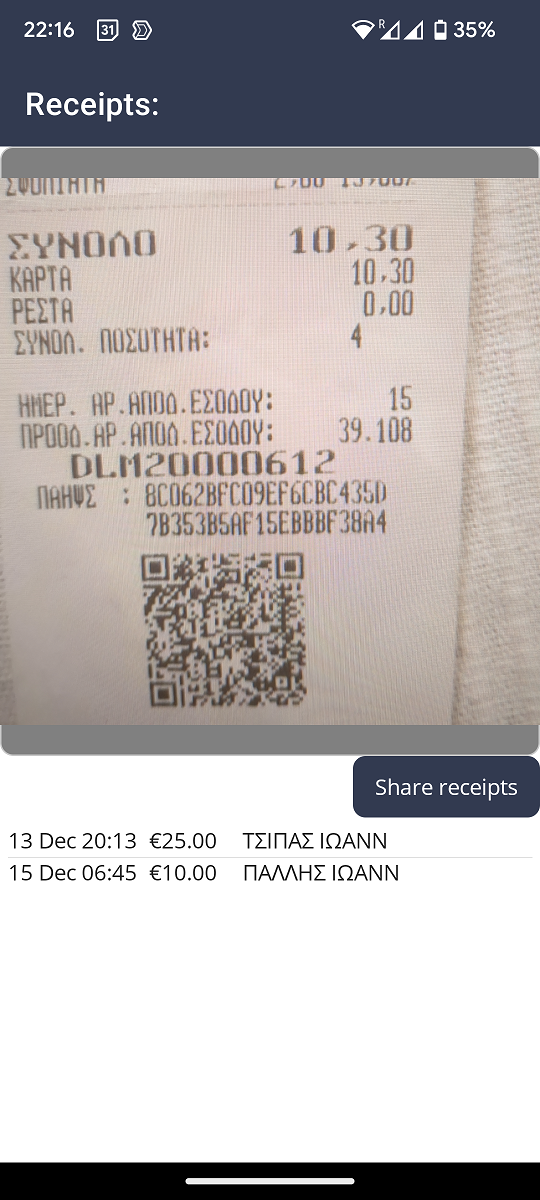 22:16 31 R 35%
Receipts:
ΣΥΝΟΛΟ 10,30
ΚΑΡΤΑ 10,30
ΡΕΣΤΑ 0,00
ΣΥΝΟΛ. ΠΟΣΟΤΗΤΑ: 4
ΗΜΕΡ. ΑΡ.ΑΠΟΔ.ΕΣΟΔΟΥ: 15
ΠΡΟΟΔ.ΑΡ.ΑΠΟΔ.ΕΣΟΔΟΥ: 39.108
DLM20000612
ΠΑΗΨΣ : 8C062BFC09EF6CBC435D
7B353B5AF15EBBBF38A4
Share receipts
13 Dec 20:13 €25.00 ΤΣΙΠΑΣ ΙΩΑΝΝ
15 Dec 06:45 €10.00 ΠΑΛΛΗΣ ΙΩΑΝΝ